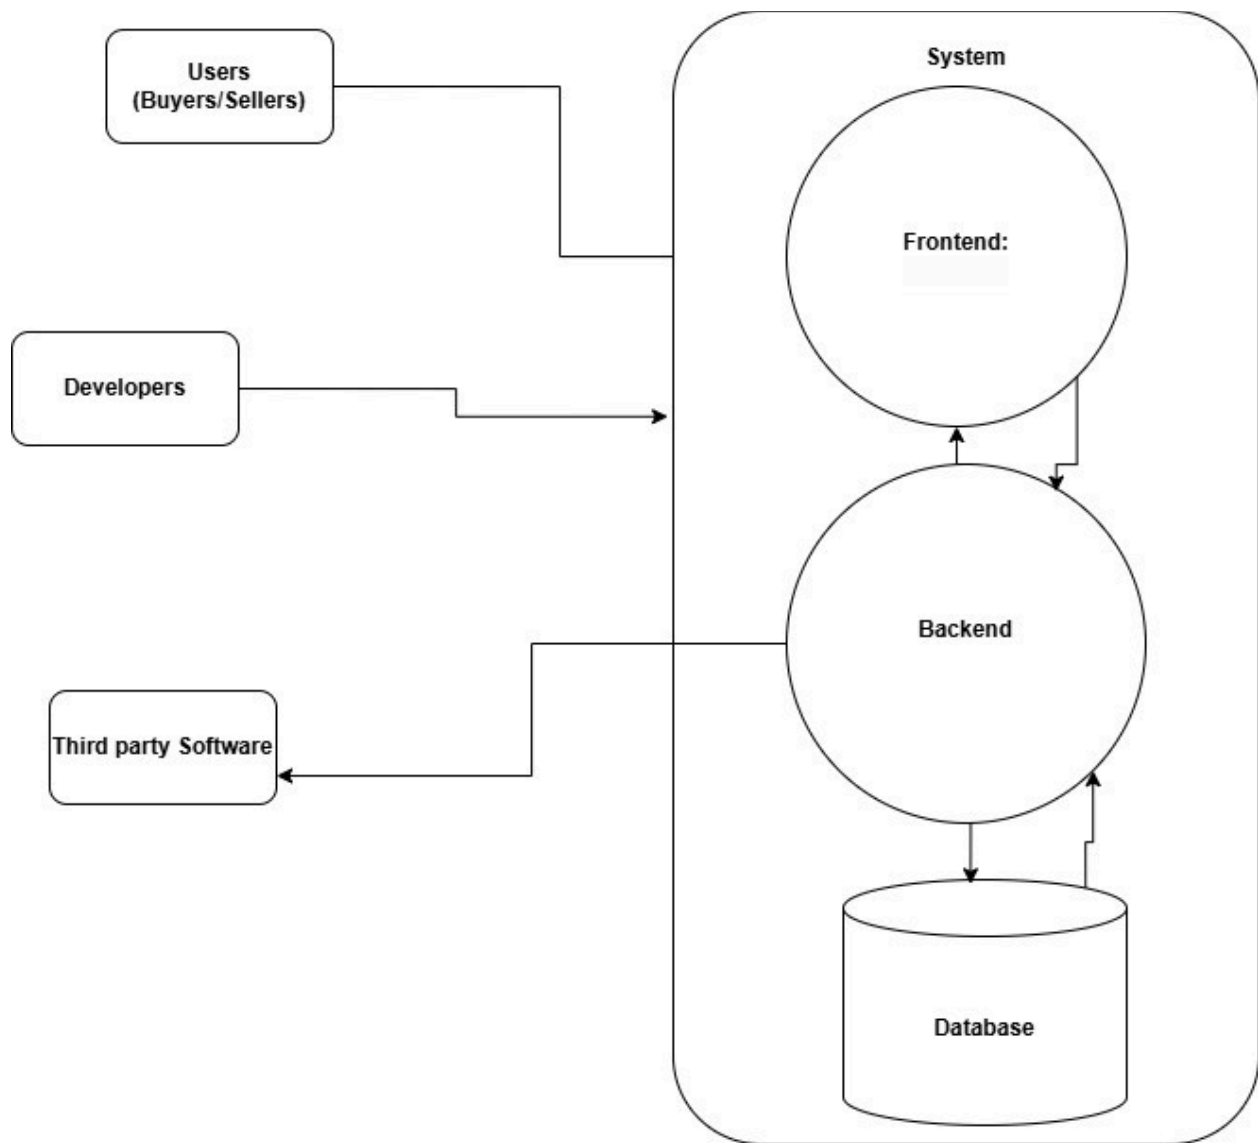 System
Users
(Buyers/Sellers)
Frontend:
Developers
Backend
Third party Software
Database